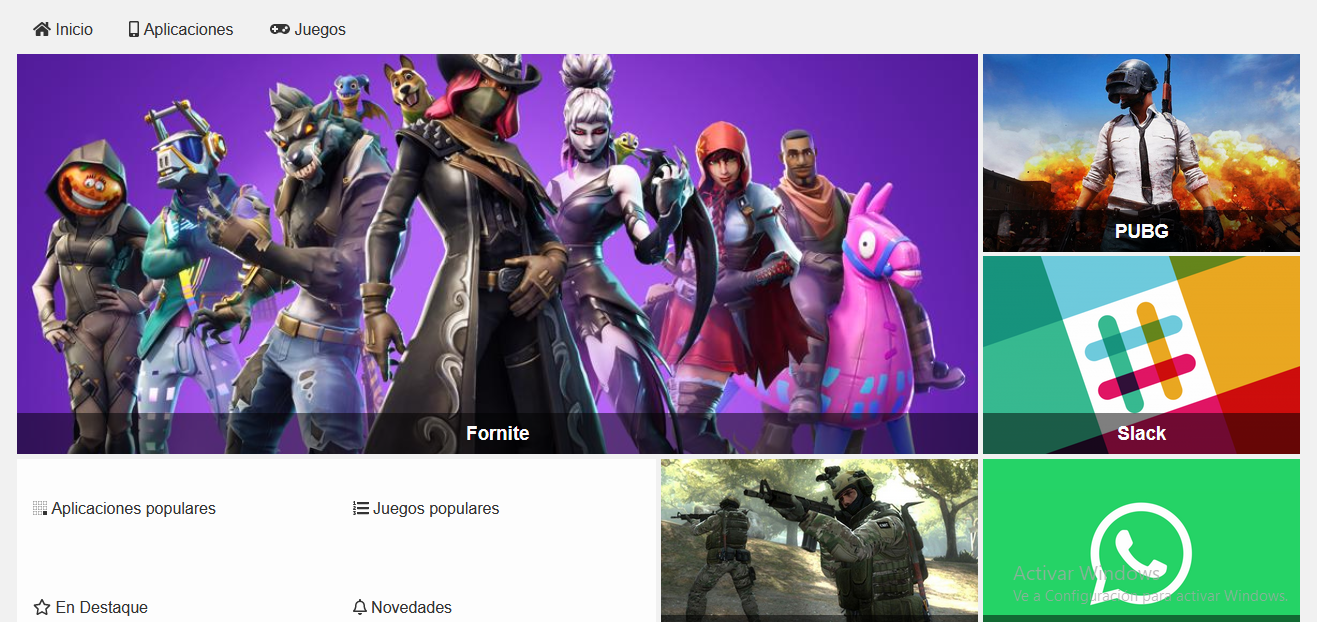 Inicio
Aplicaciones
Juegos
PUBG
Fornite
Slack
Aplicaciones populares
Juegos populares
En Destaque
Novedades
Activar Windows
Ve a Configuración para activar Windows.